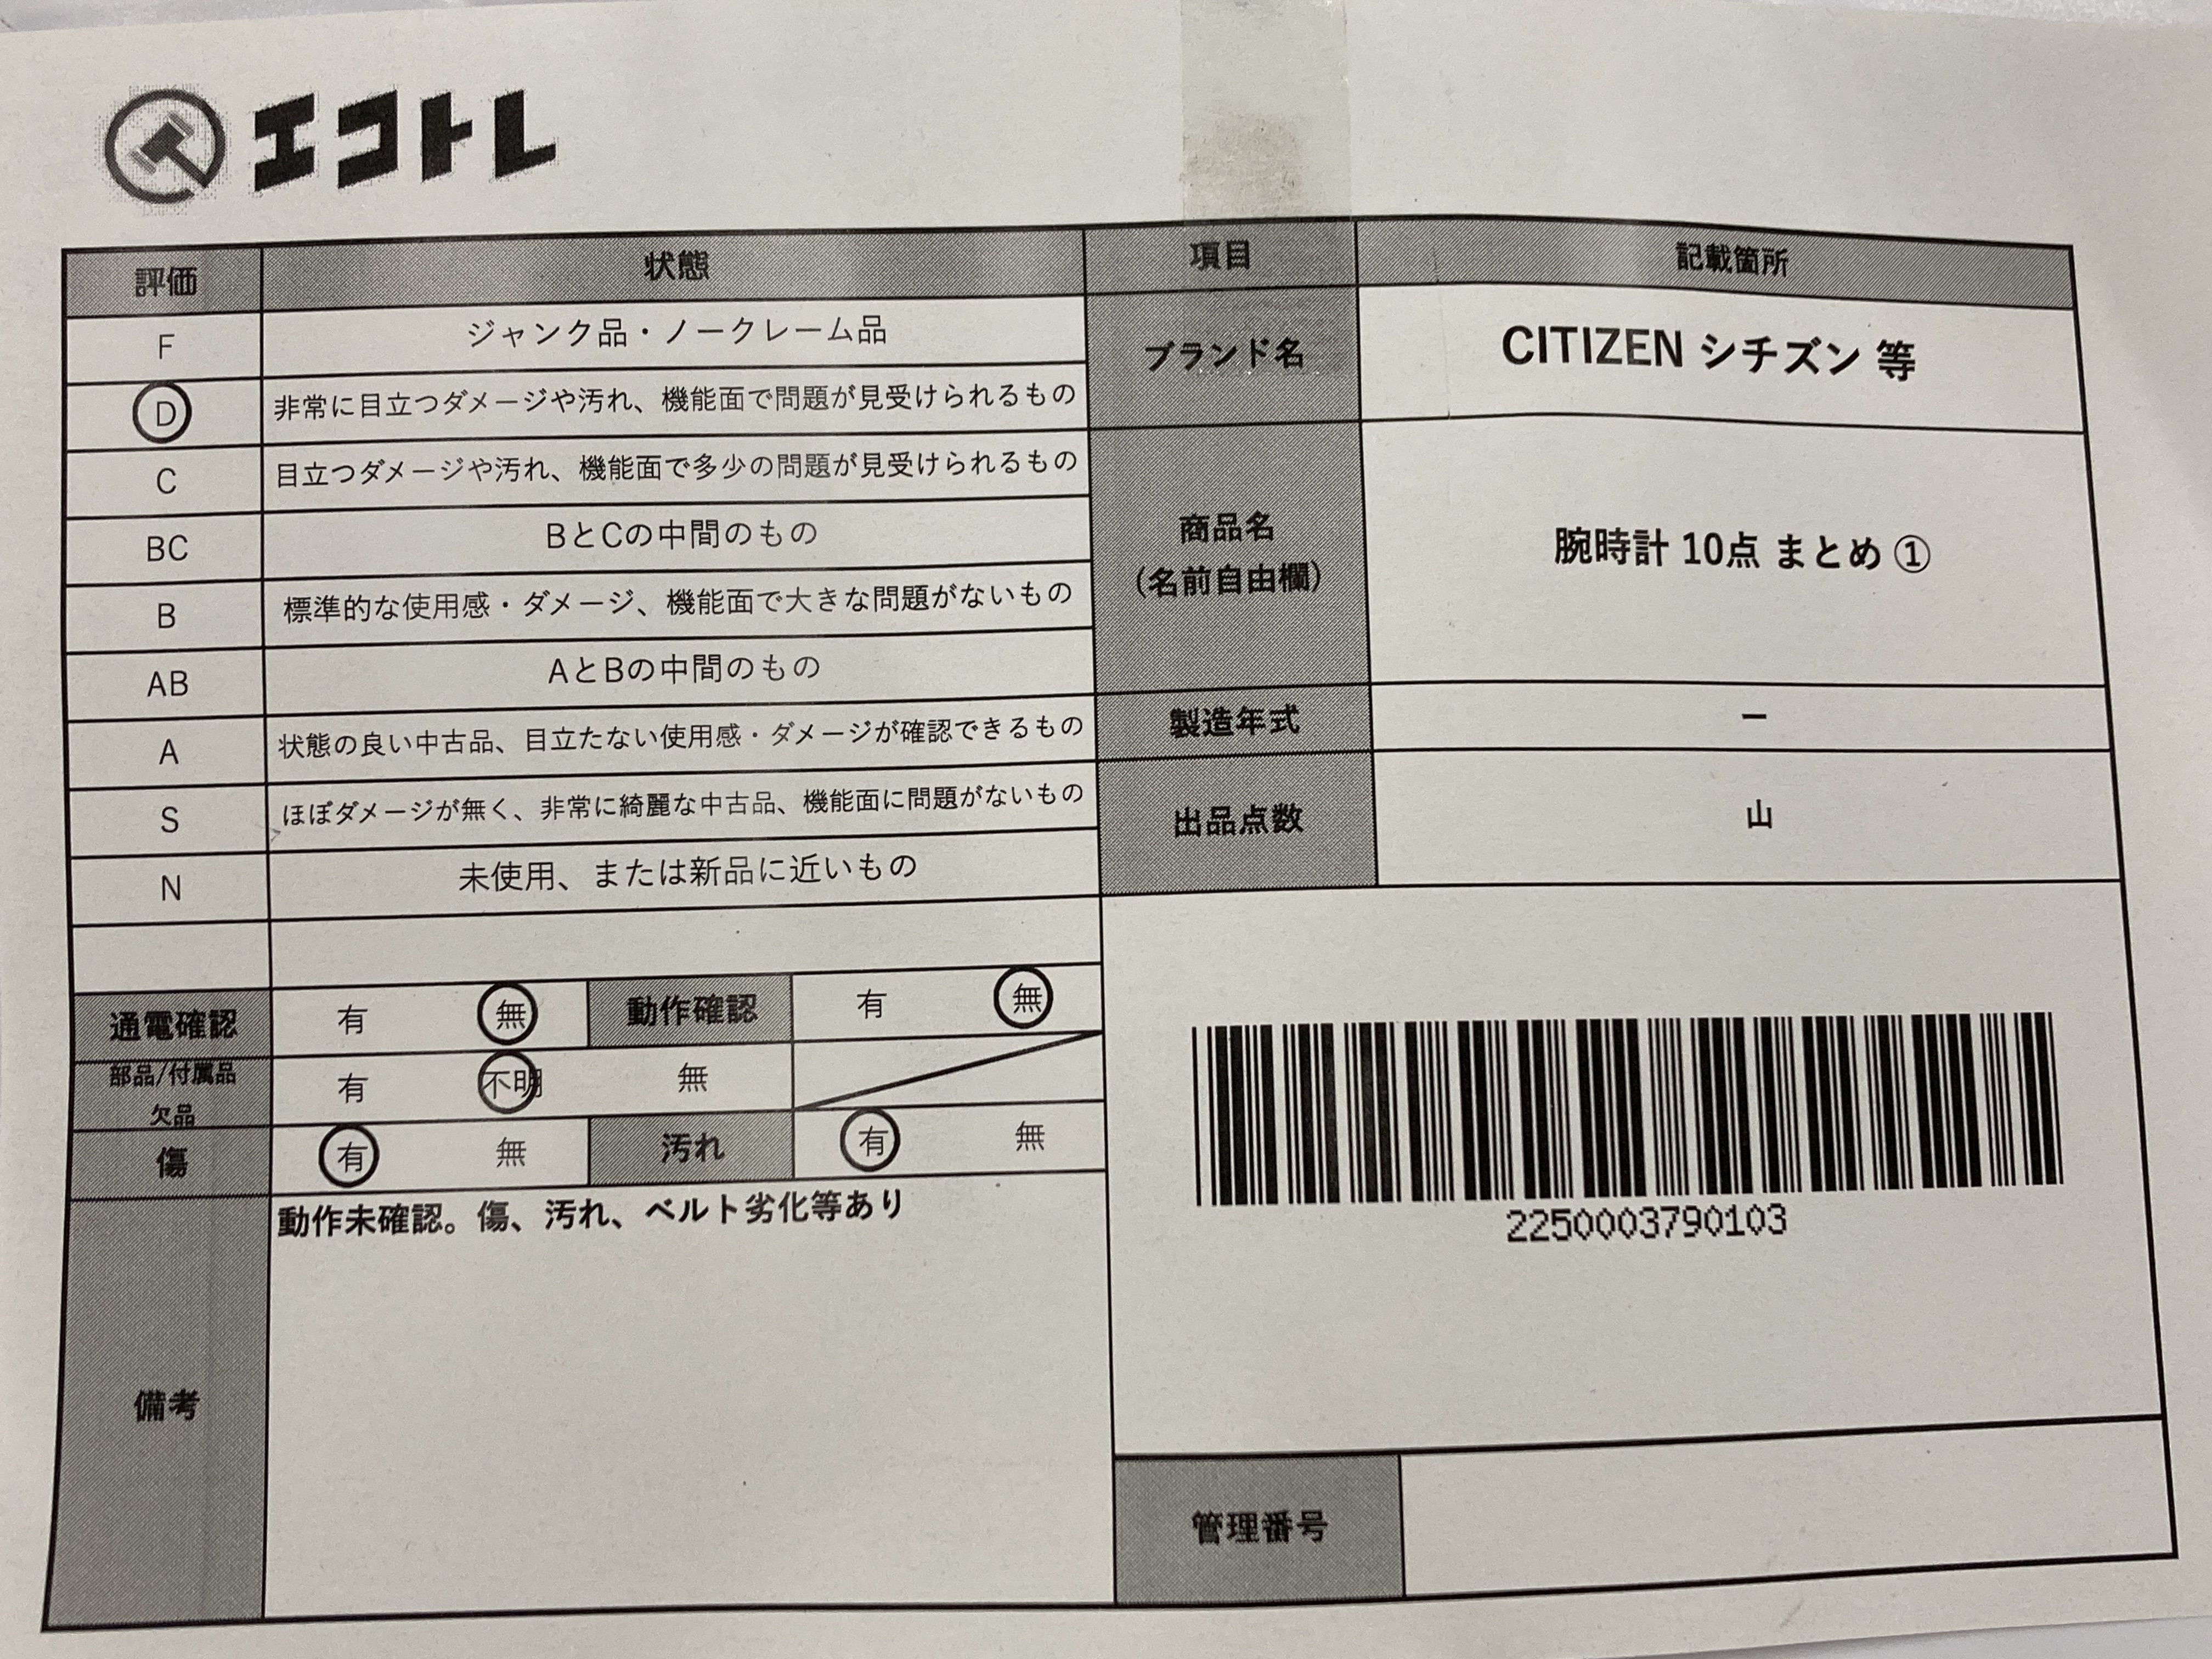 エコトレ
評価 状態
F ジャンク品・ノークレーム品
D 非常に目立つダメージや汚れ、機能面で問題が見受けられるもの
C 目立つダメージや汚れ、機能面で多少の問題が見受けられるもの
BC BとCの中間のもの
B 標準的な使用感・ダメージ、機能面で大きな問題がないもの
AB AとBの中間のもの
A 状態の良い中古品、目立たない使用感・ダメージが確認できるもの
S ほぼダメージが無く、非常に綺麗な中古品、機能面に問題がないもの
N 未使用、または新品に近いもの
通電確認 有 無 動作確認 有 無
部品/付属品
欠品 有 不明 無
傷 有 無 汚れ 有 無
備考 動作未確認。傷、汚れ、ベルト劣化等あり
項目 記載箇所
ブランド名 CITIZEN シチズン 等
商品名
(名前自由欄) 腕時計 10点 まとめ ①
製造年式 ー
出品点数 山
2250003790103
管理番号